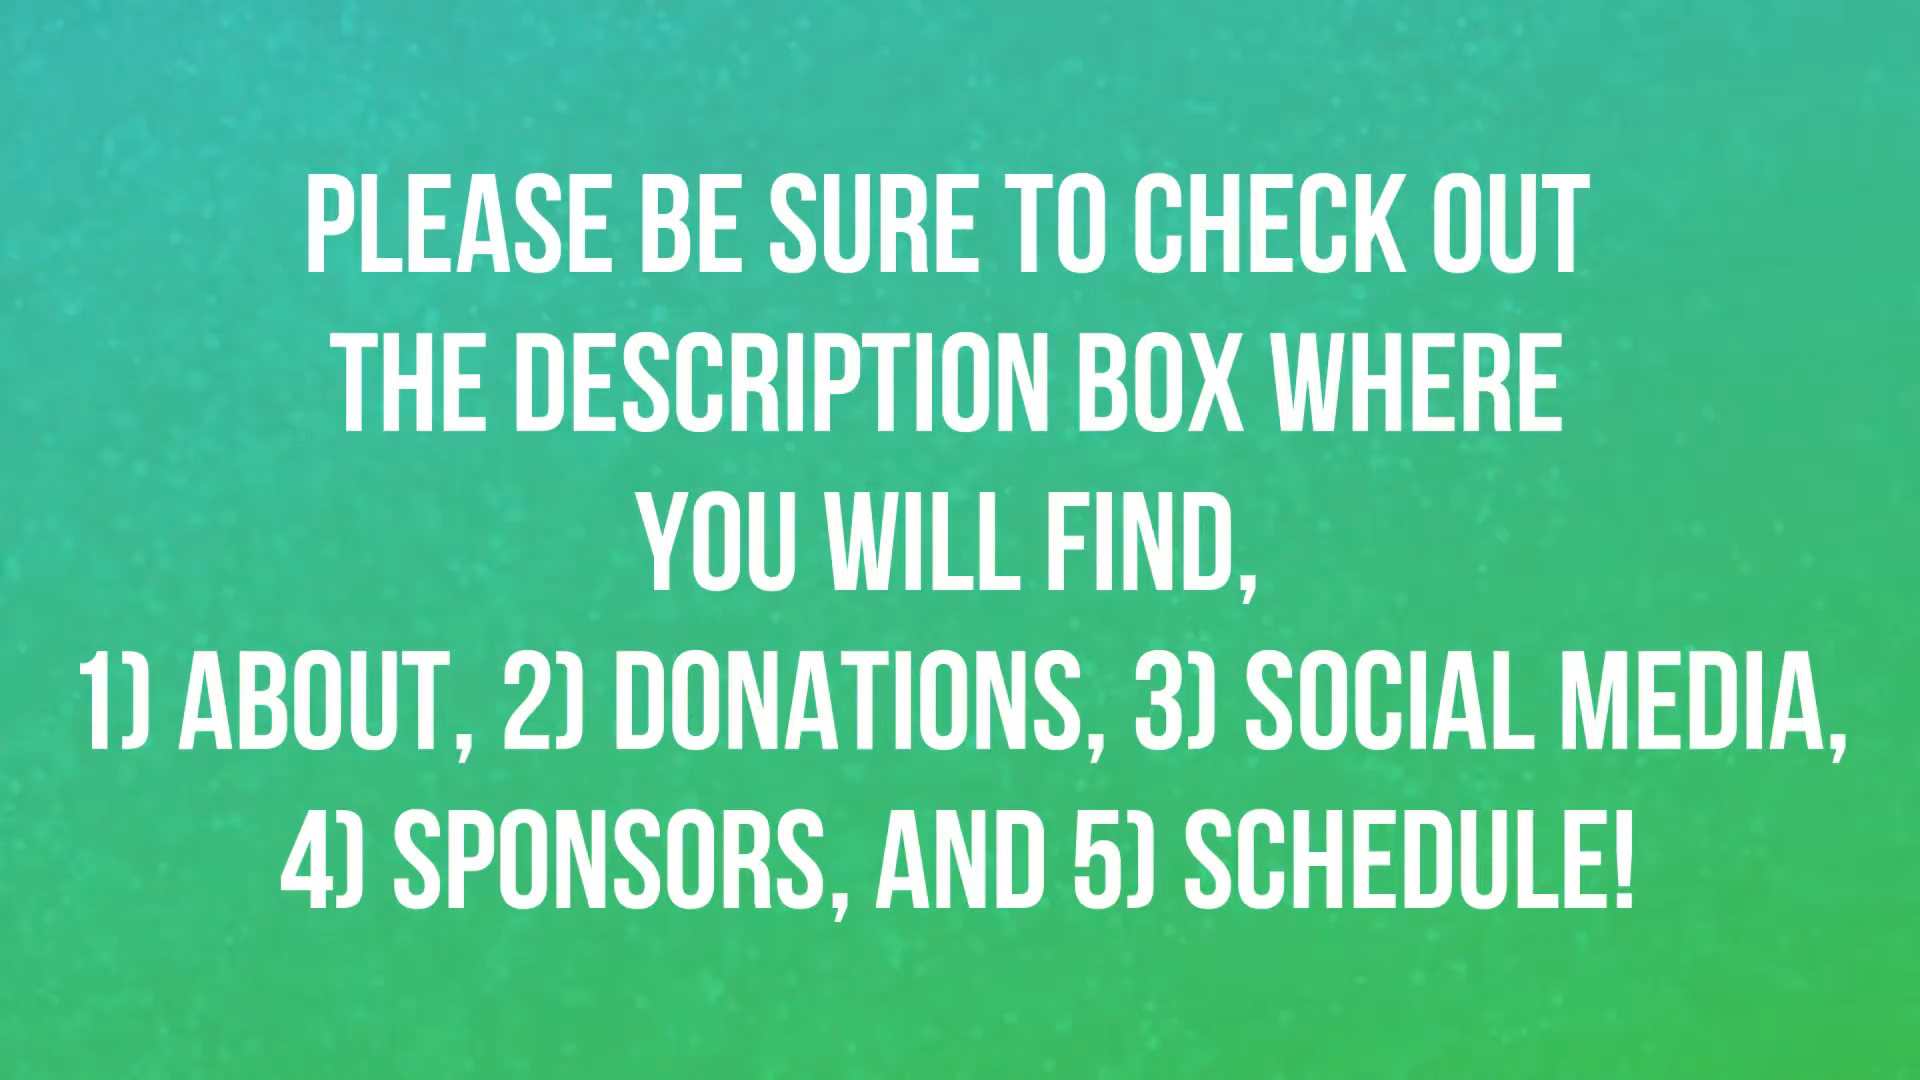 PLEASE BE SURE TO CHECK OUT
THE DESCRIPTION BOX WHERE
YOU WILL FIND,
1) ABOUT, 2) DONATIONS, 3) SOCIAL MEDIA,
4) SPONSORS, AND 5) SCHEDULE!